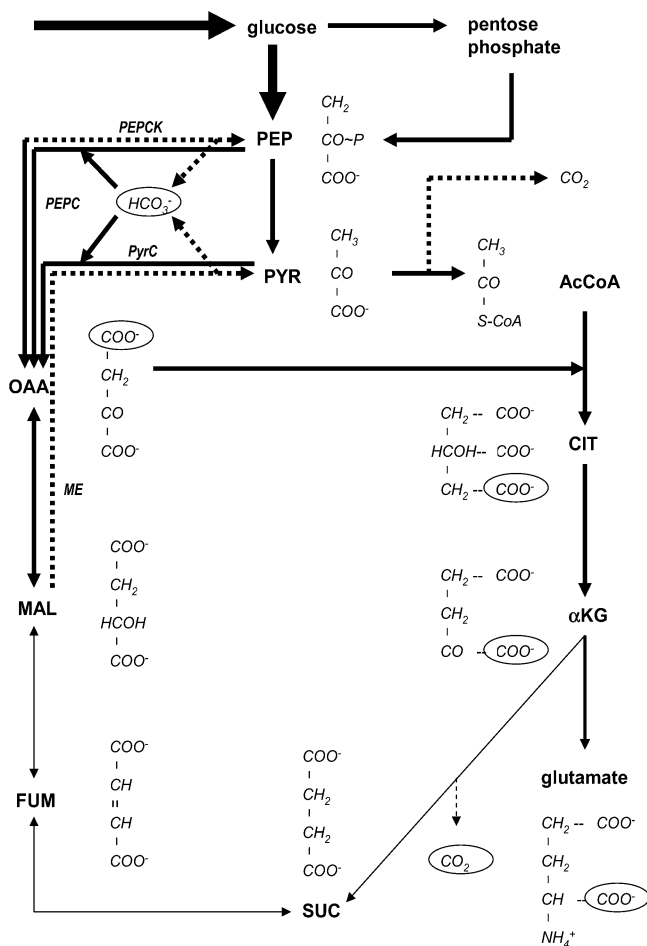 glucose
pentose
phosphate
PEPCK
PEP
CH2
CO~P
COO-
PEPC
HCO3-
CO2
PyrC
PYR
CH3
CO
COO-
CH3
CO
S-CoA
AcCoA
OAA
COO-
CH2
CO
COO-
CH2 -- COO-
HCOH-- COO-
CH2 -- COO-
CIT
ME
MAL
COO-
CH2
HCOH
COO-
CH2 -- COO-
CH2
CO -- COO-
αKG
FUM
COO-
CH
CH
COO-
COO-
CH2
CH2
COO-
SUC
CO2
glutamate
CH2 -- COO-
CH2
CH -- COO-
NH4+